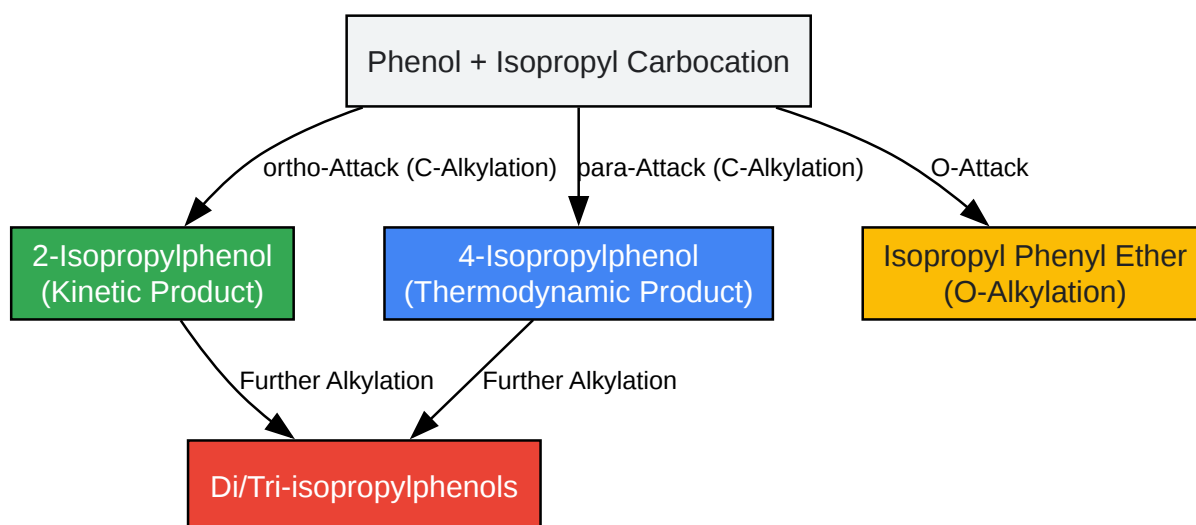 Phenol + Isopropyl Carbocation
ortho-Attack (C-Alkylation)
para-Attack (C-Alkylation)
O-Attack
2-Isopropylphenol
(Kinetic Product)
4-Isopropylphenol
(Thermodynamic Product)
Isopropyl Phenyl Ether
(O-Alkylation)
Further Alkylation
Further Alkylation
Di/Tri-isopropylphenols